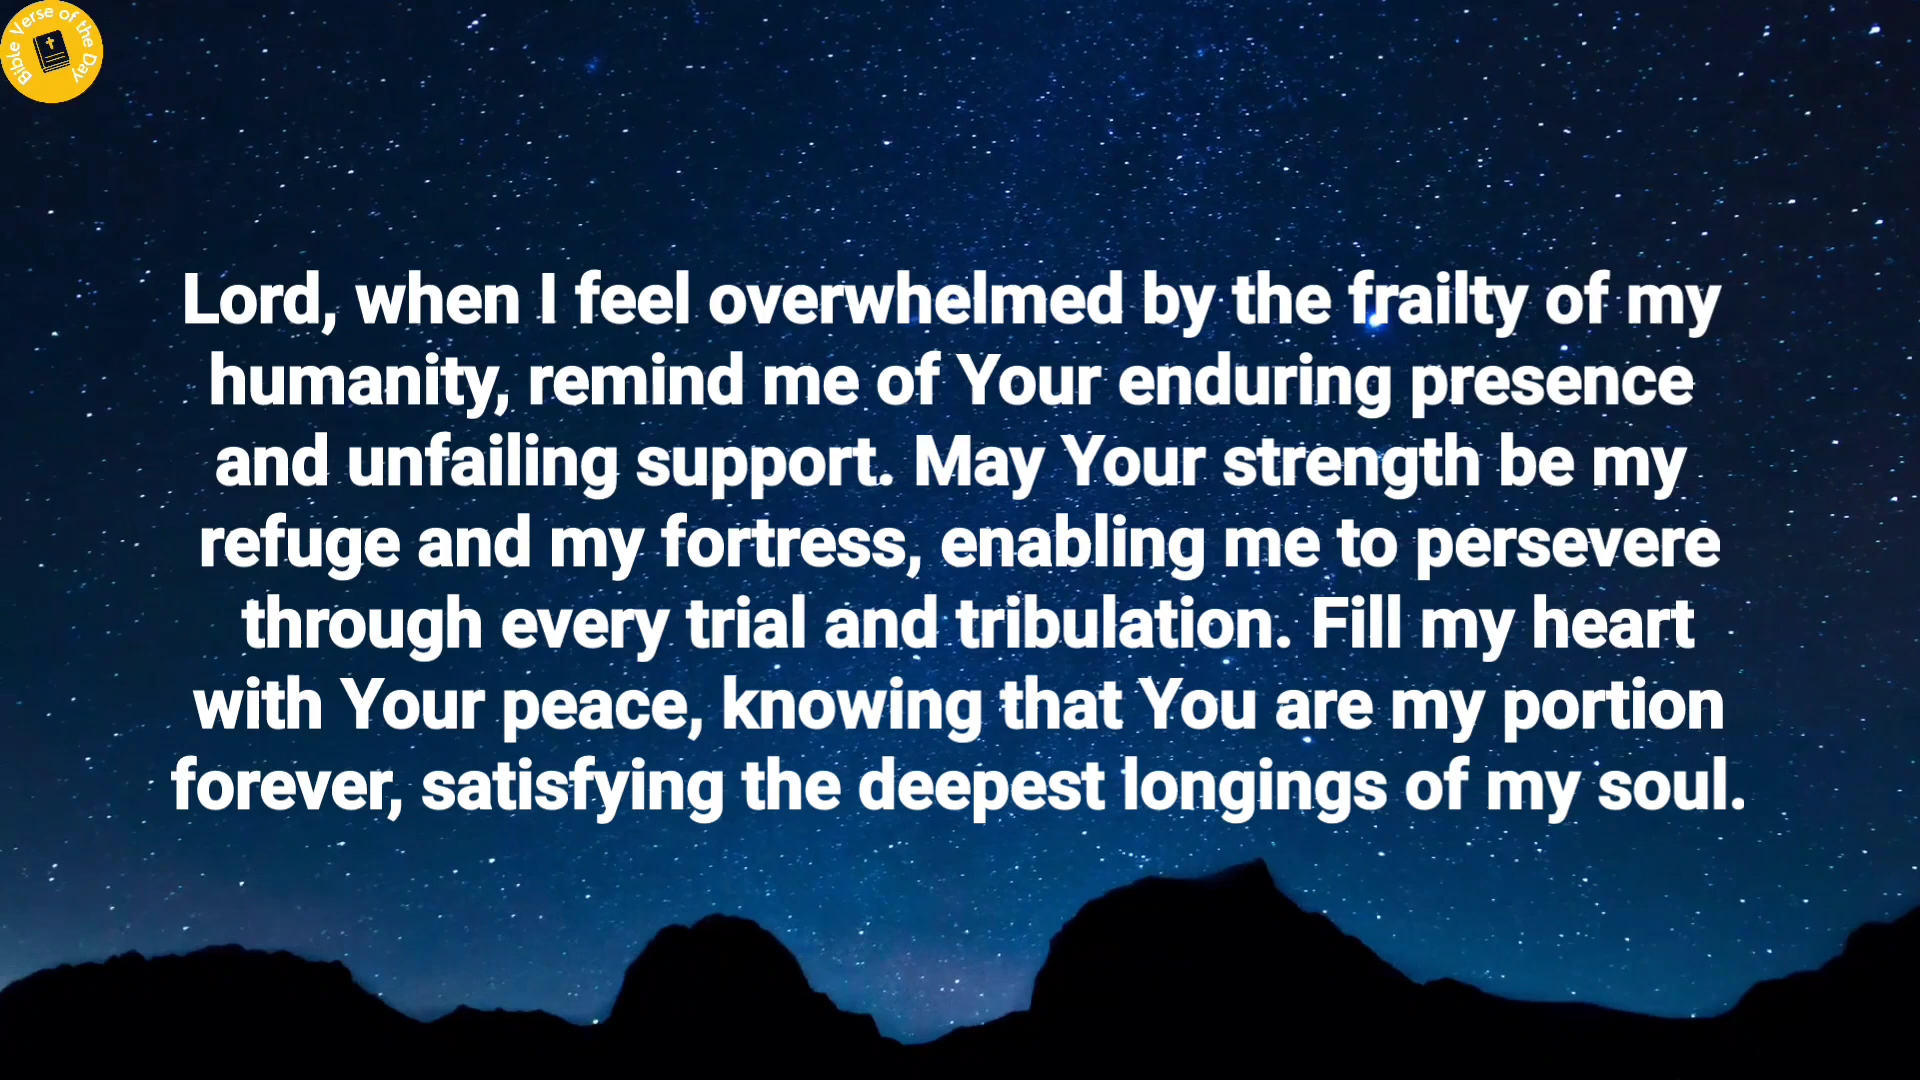 Bible Verse of the Day
Lord, when I feel overwhelmed by the frailty of my
humanity, remind me of Your enduring presence
and unfailing support. May Your strength be my
refuge and my fortress, enabling me to persevere
through every trial and tribulation. Fill my heart
with Your peace, knowing that You are my portion
forever, satisfying the deepest longings of my soul.